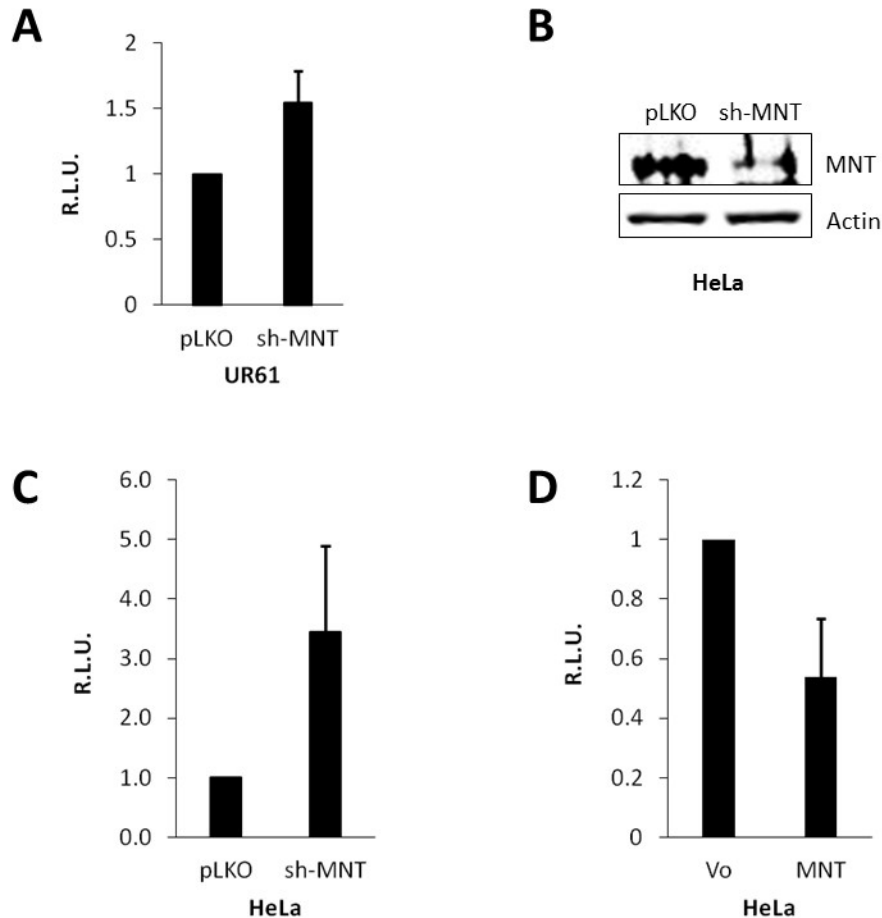 A
2
1.5
1
0.5
0
R.L.U.
pLKO sh-MNT
UR61
B
pLKO sh-MNT
MNT
Actin
HeLa
C
6.0
5.0
4.0
3.0
2.0
1.0
0.0
R.L.U.
pLKO sh-MNT
HeLa
D
1.2
1
0.8
0.6
0.4
0.2
0
R.L.U.
Vo MNT
HeLa